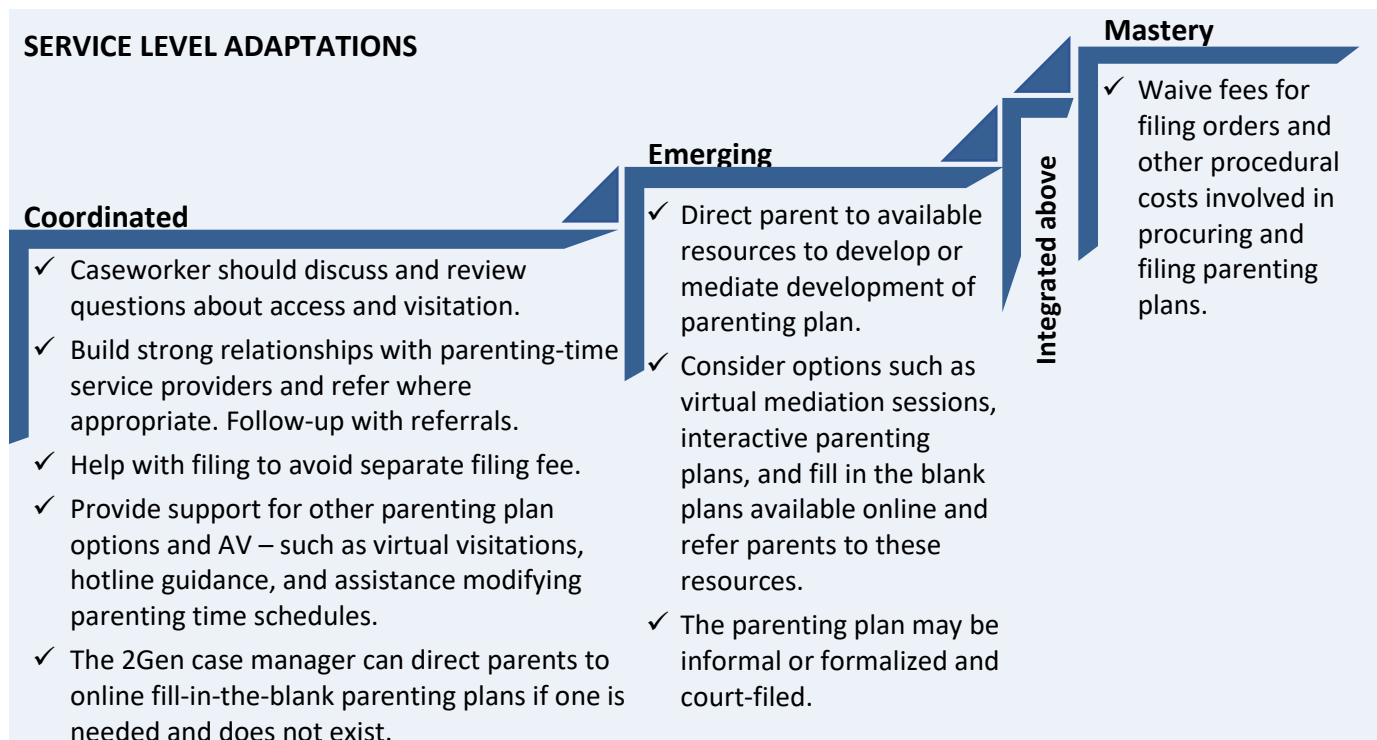 SERVICE LEVEL ADAPTATIONS
Coordinated
✓ Caseworker should discuss and review
questions about access and visitation.
✓ Build strong relationships with parenting-time
service providers and refer where
appropriate. Follow-up with referrals.
✓ Help with filing to avoid separate filing fee.
✓ Provide support for other parenting plan
options and AV – such as virtual visitations,
hotline guidance, and assistance modifying
parenting time schedules.
✓ The 2Gen case manager can direct parents to
online fill-in-the-blank parenting plans if one is
needed and does not exist.
Emerging
✓ Direct parent to available
resources to develop or
mediate development of
parenting plan.
✓ Consider options such as
virtual mediation sessions,
interactive parenting
plans, and fill in the blank
plans available online and
refer parents to these
resources.
✓ The parenting plan may be
informal or formalized and
court-filed.
Integrated above
Mastery
✓ Waive fees for
filing orders and
other procedural
costs involved in
procuring and
filing parenting
plans.